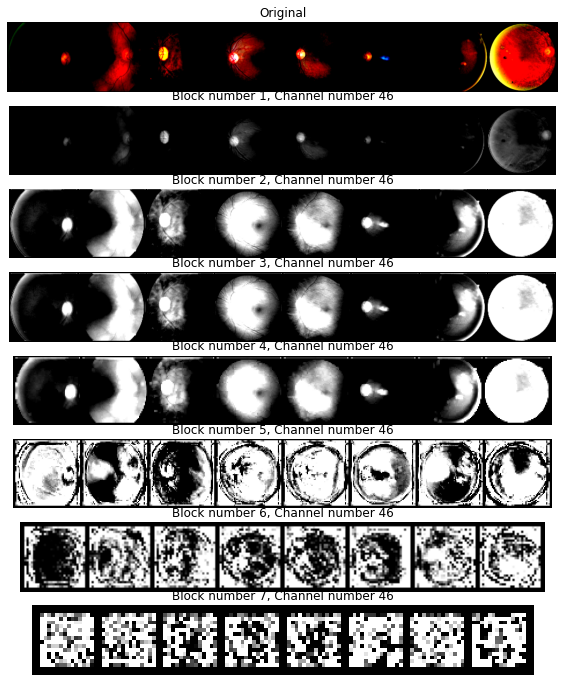 Original
Block number 1, Channel number 46
Block number 2, Channel number 46
Block number 3, Channel number 46
Block number 4, Channel number 46
Block number 5, Channel number 46
Block number 6, Channel number 46
Block number 7, Channel number 46